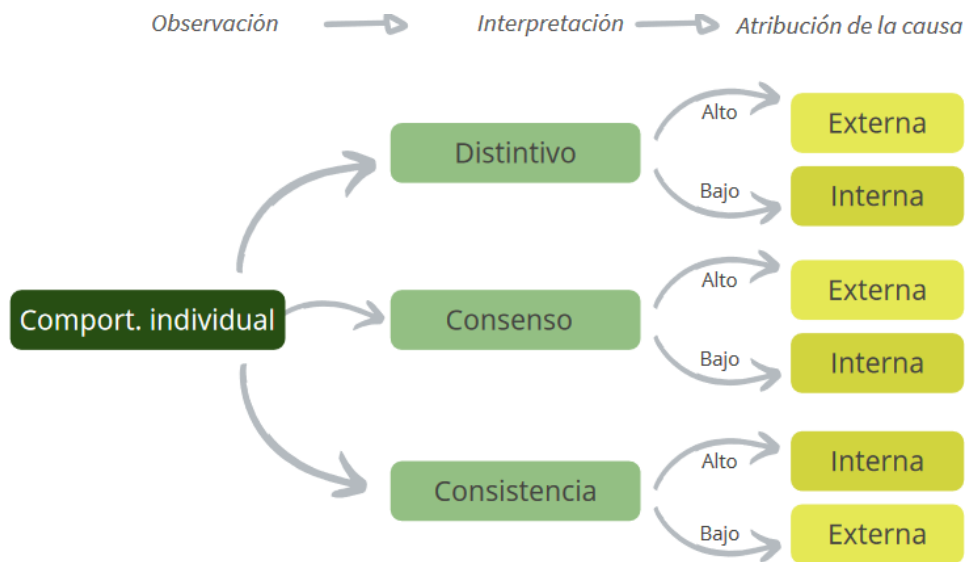 Observación
Interpretación
Atribución de la causa
Comport. individual
Distintivo
Alto
Externa
Bajo
Interna
Consenso
Alto
Externa
Bajo
Interna
Consistencia
Alto
Interna
Bajo
Externa